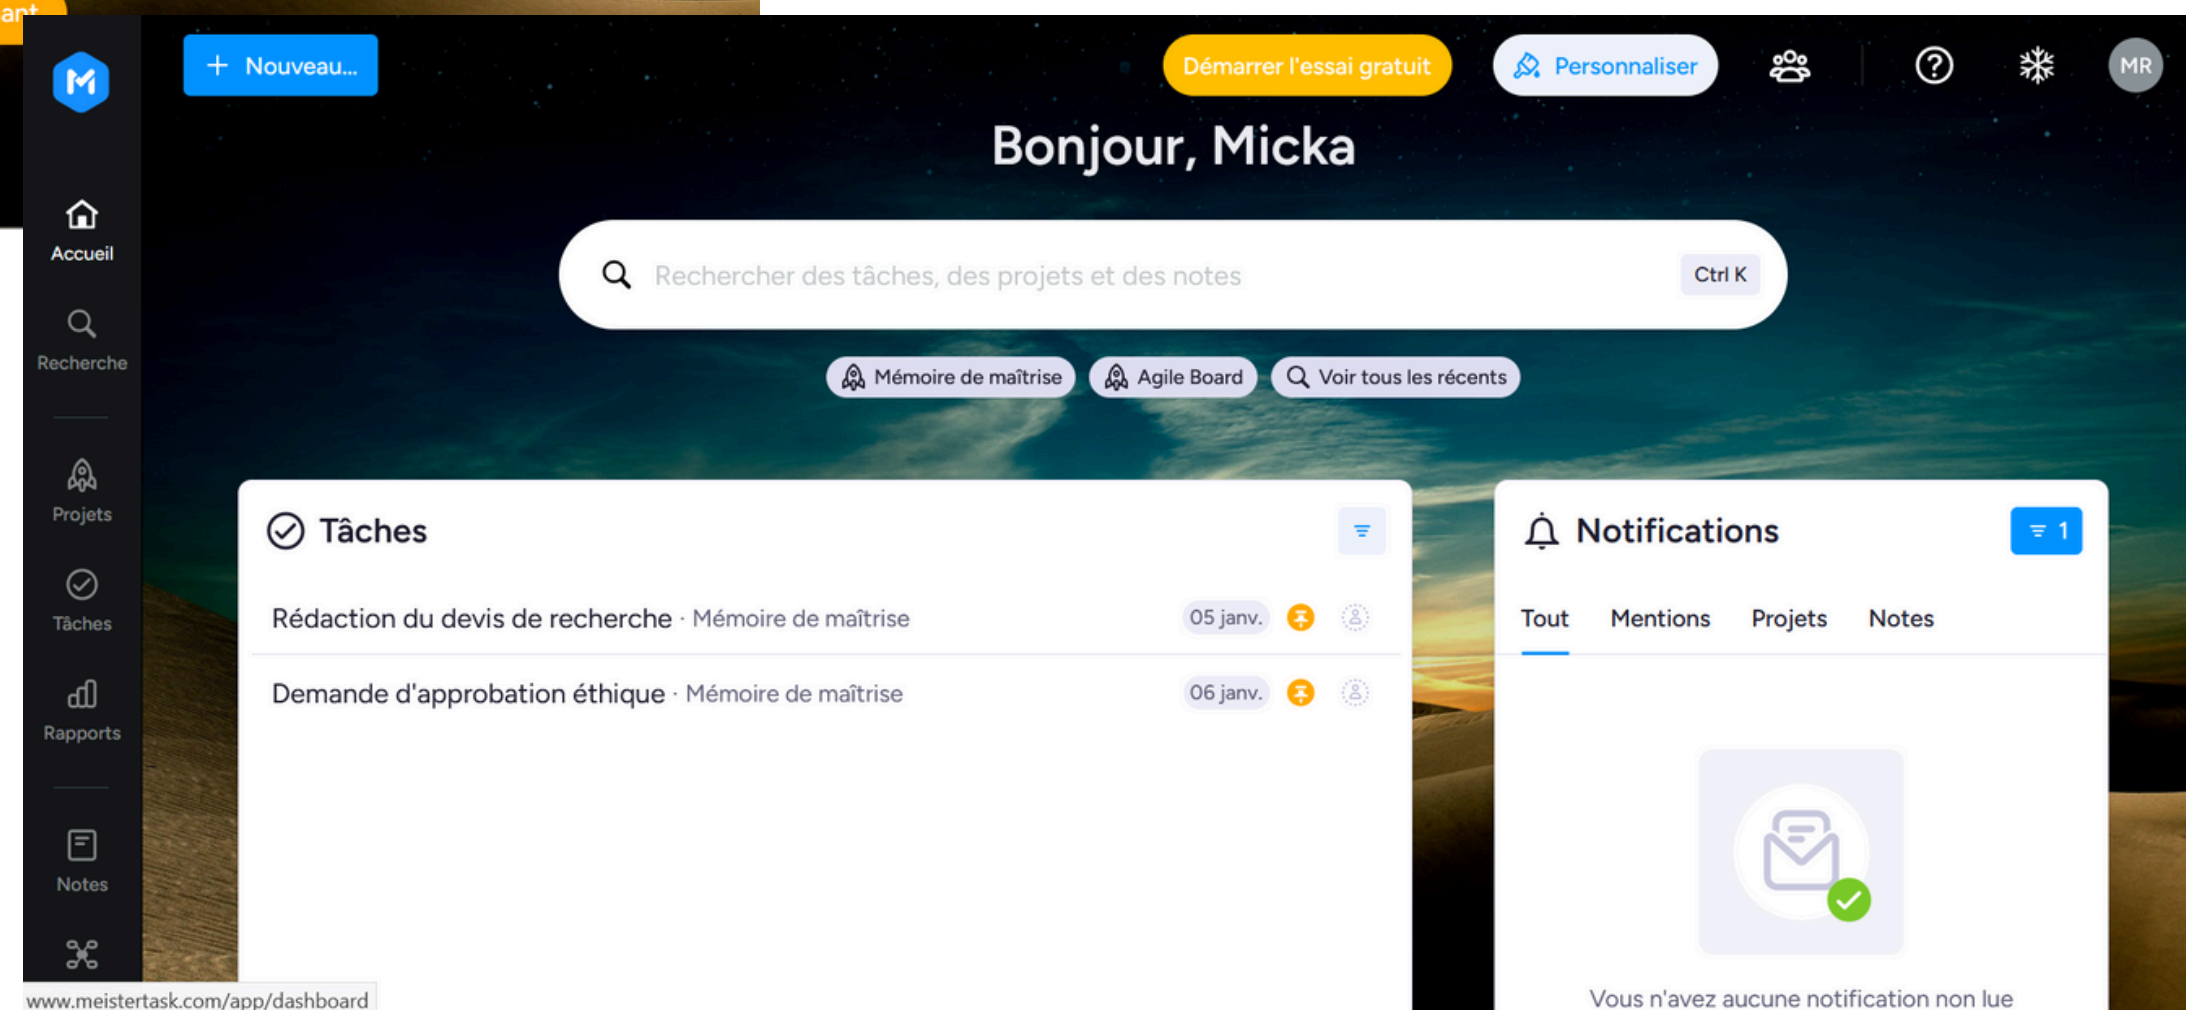 ant
+ Nouveau...
Démarrer l'essai gratuit
Personnaliser
?
MR
Bonjour, Micka
Accueil
Rechercher des tâches, des projets et des notes
Ctrl K
Recherche
Mémoire de maîtrise
Agile Board
Voir tous les récents
Projets
Tâches
Notifications
1
Tâches
Rédaction du devis de recherche · Mémoire de maîtrise
05 janv.
Tout
Mentions
Projets
Notes
Demande d'approbation éthique · Mémoire de maîtrise
06 janv.
Rapports
Notes
www.meistertask.com/app/dashboard
Vous n'avez aucune notification non lue